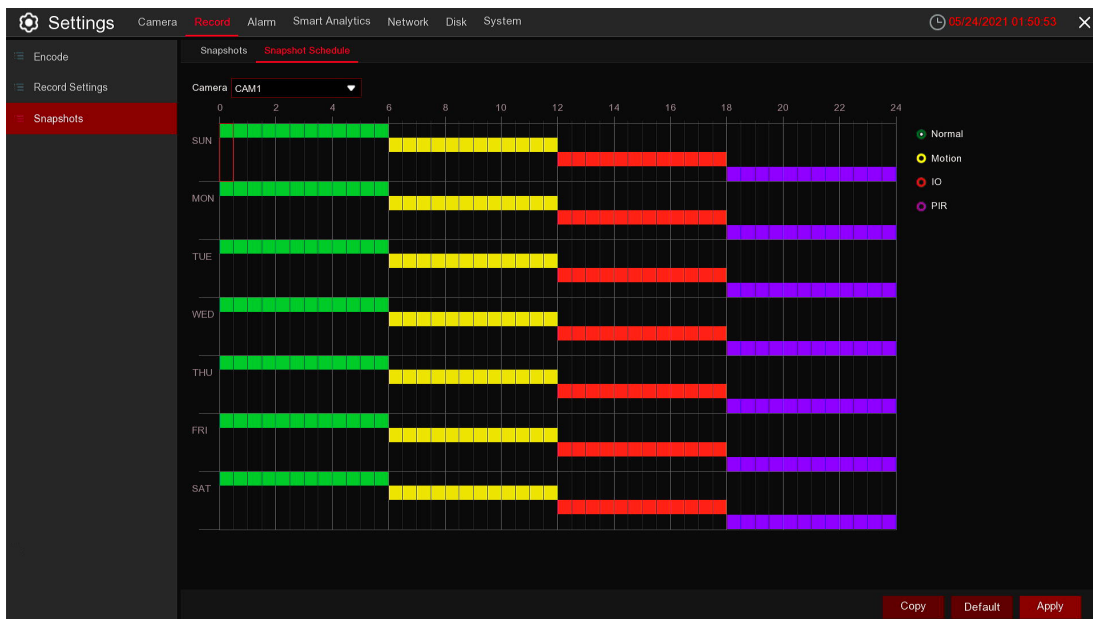 Settings Camera Record Alarm Smart Analytics Network Disk System 05/24/2021 01:50:53
Encode
Record Settings
Snapshots
Snapshots Snapshot Schedule
Camera CAM1
0 2 4 6 8 10 12 14 16 18 20 22 24
SUN
MON
TUE
WED
THU
FRI
SAT
Normal
Motion
IO
PIR
Copy Default Apply